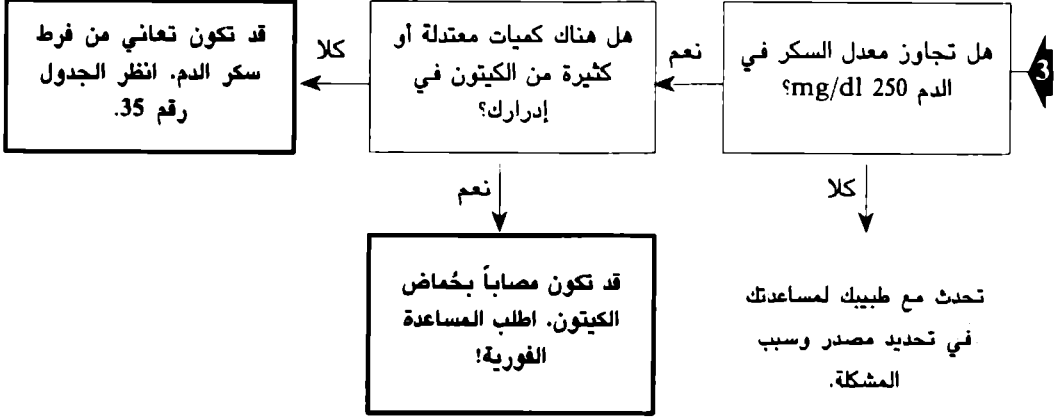 3
هل تجاوز معدل السكر في
الدم 250 mg/dl؟
نعم
هل هناك كميات معتدلة أو
كثيرة من الكيتون في
إدرارك؟
كلا
قد تكون تعاني من فرط
سكر الدم. انظر الجدول
رقم 35.
كلا
تحدث مع طبيبك لمساعدتك
في تحديد مصدر وسبب
المشكلة.
نعم
قد تكون مصاباً بحُماض
الكيتون. اطلب المساعدة
الفورية!